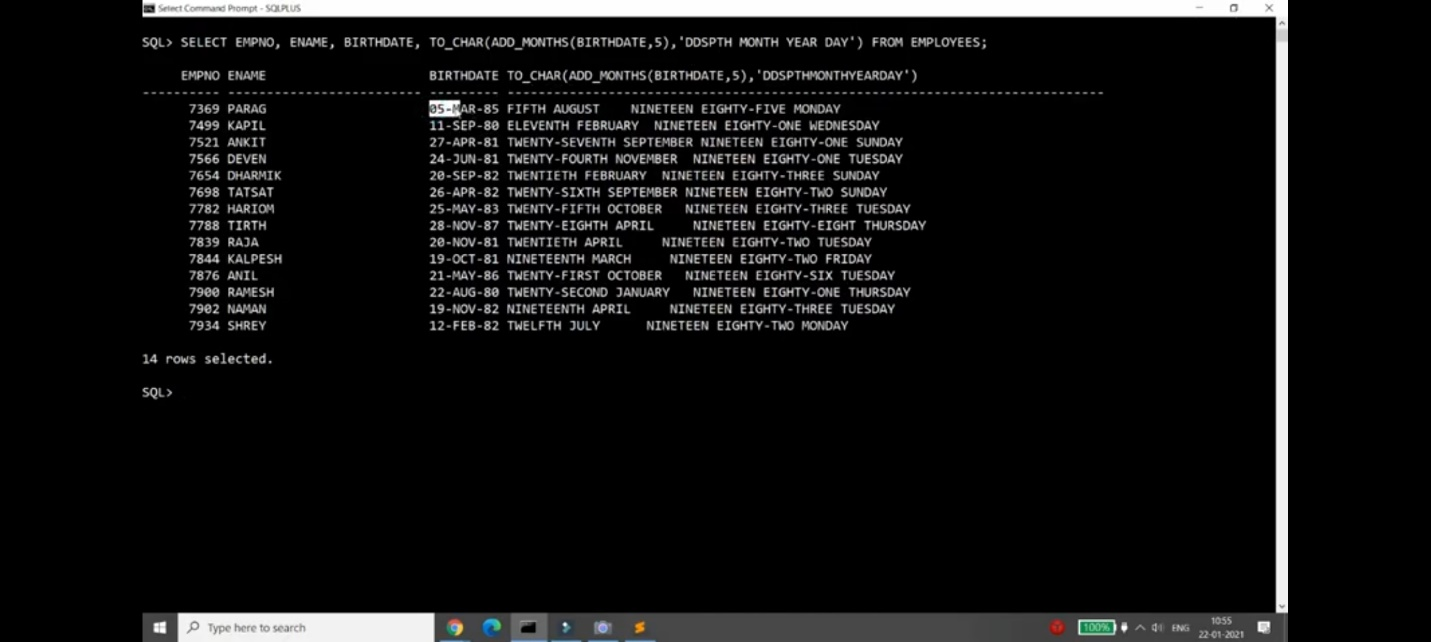 Select Command Prompt - SQLPLUS
SQL> SELECT EMPNO, ENAME, BIRTHDATE, TO_CHAR(ADD_MONTHS(BIRTHDATE,5),'DDSPTH MONTH YEAR DAY') FROM EMPLOYEES;
EMPNO ENAME BIRTHDATE TO_CHAR(ADD_MONTHS(BIRTHDATE,5),'DDSPTHMONTHYEARDAY')
---------- ------------------------- --------- -----------------------------------------------------------------------------
7369 PARAG 05-MAR-85 FIFTH AUGUST NINETEEN EIGHTY-FIVE MONDAY
7499 KAPIL 11-SEP-80 ELEVENTH FEBRUARY NINETEEN EIGHTY-ONE WEDNESDAY
7521 ANKIT 27-APR-81 TWENTY-SEVENTH SEPTEMBER NINETEEN EIGHTY-ONE SUNDAY
7566 DEVEN 24-JUN-81 TWENTY-FOURTH NOVEMBER NINETEEN EIGHTY-ONE TUESDAY
7654 DHARMIK 20-SEP-82 TWENTIETH FEBRUARY NINETEEN EIGHTY-THREE SUNDAY
7698 TATSAT 26-APR-82 TWENTY-SIXTH SEPTEMBER NINETEEN EIGHTY-TWO SUNDAY
7782 HARIOM 25-MAY-83 TWENTY-FIFTH OCTOBER NINETEEN EIGHTY-THREE TUESDAY
7788 TIRTH 28-NOV-87 TWENTY-EIGHTH APRIL NINETEEN EIGHTY-EIGHT THURSDAY
7839 RAJA 20-NOV-81 TWENTIETH APRIL NINETEEN EIGHTY-TWO TUESDAY
7844 KALPESH 19-OCT-81 NINETEENTH MARCH NINETEEN EIGHTY-TWO FRIDAY
7876 ANIL 21-MAY-86 TWENTY-FIRST OCTOBER NINETEEN EIGHTY-SIX TUESDAY
7900 RAMESH 22-AUG-80 TWENTY-SECOND JANUARY NINETEEN EIGHTY-ONE THURSDAY
7902 NAMAN 19-NOV-82 NINETEENTH APRIL NINETEEN EIGHTY-THREE TUESDAY
7934 SHREY 12-FEB-82 TWELFTH JULY NINETEEN EIGHTY-TWO MONDAY
14 rows selected.
SQL>
Type here to search
100%
ENG
10:55
22-01-2021